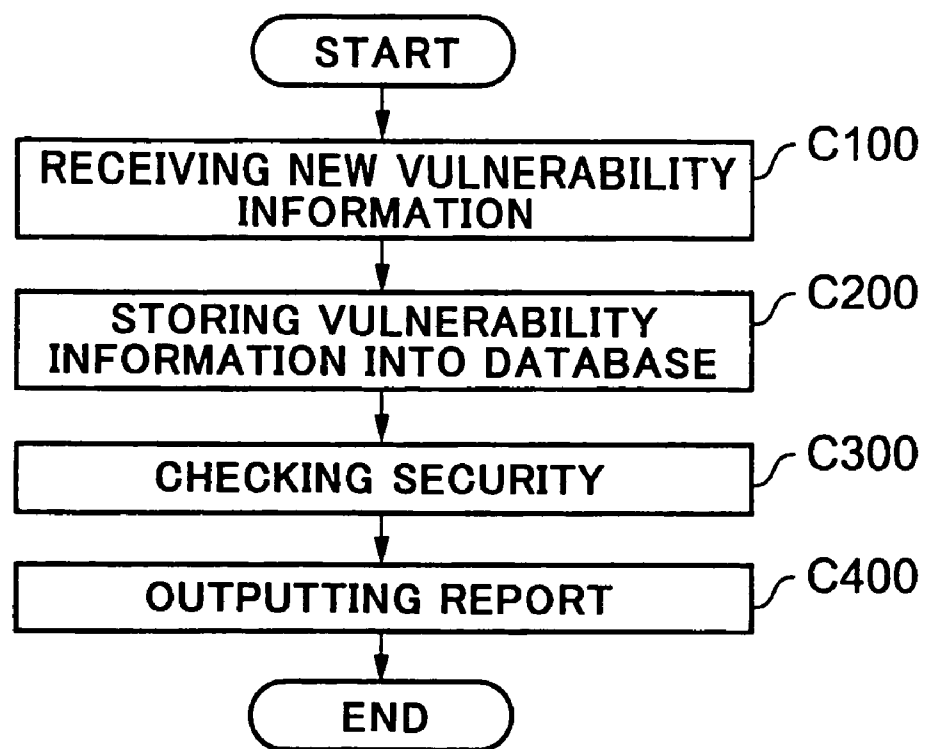 START
RECEIVING NEW VULNERABILITY
INFORMATION
C100
STORING VULNERABILITY
INFORMATION INTO DATABASE
C200
CHECKING SECURITY
C300
OUTPUTTING REPORT
C400
END